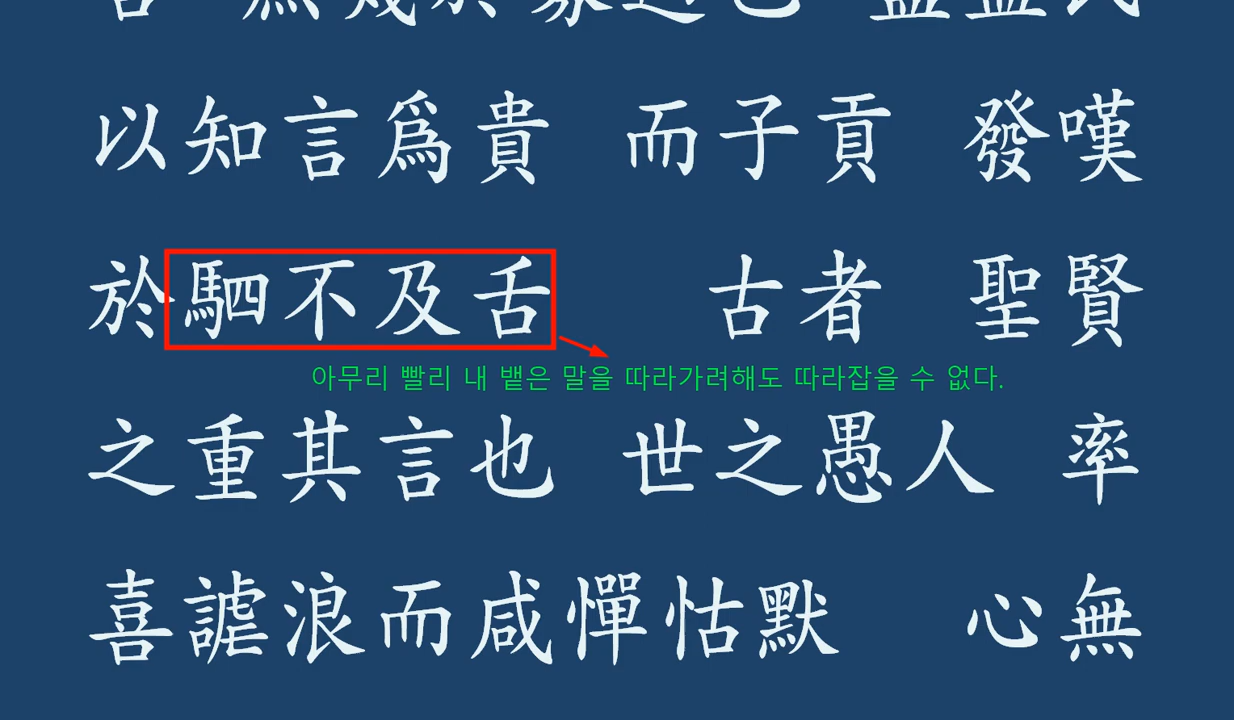 以知言爲貴 而子貢 發嘆
於駟不及舌 古者 聖賢
아무리 빨리 내 뱉은 말을 따라가려해도 따라잡을 수 없다.
之重其言也 世之愚人 率
喜謔浪而咸憚怙默 心無